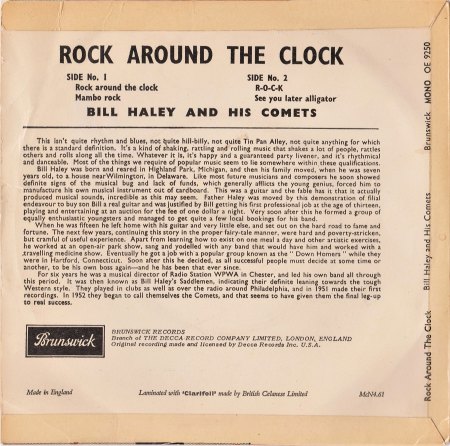 ROCK AROUND THE CLOCK
SIDE No. 1
Rock around the clock
Mambo rock
SIDE No. 2
R-O-C-K
See you later alligator
BILL HALEY AND HIS COMETS
This isn't quite rhythm and blues, not quite hill-billy, not quite Tin Pan Alley, not quite anything for which
there is a standard definition. It's a kind of shaking, rattling and rolling music that shakes a lot of people, rattles
others and rolls along all the time. Whatever it is, it's happy and a guaranteed party livener, and it's rhythmical and
danceable. Most of the things we require of popular music seem to lie somewhere within these qualifications.
Bill Haley was born and reared in Highland Park, Michigan, and then his family moved, when he was seven
years old, to a house nearWilmington, in Delaware. Like most future musicians and composers he soon showed
definite signs of the musical bug and lack of funds, which generally afflicts the young genius, forced him to
manufacture his own musical instrument out of cardboard. This was a guitar and the fable has it that it actually
produced musical sounds, incredible as this may seem. Father Haley was moved by this demonstration of filial
endeavour to buy son Bill a real guitar and was justified by Bill getting his first professional job at the age of thirteen,
playing and entertaining at an auction for the fee of one dollar a night. Very soon after this he formed a group of
equally enthusiastic youngsters and managed to get quite a few local bookings for his band.
When he was fifteen he left home with his guitar and very little else, and set out on the hard road to fame and
fortune. The next few years, continuing this story in the proper fairy-tale manner, were hard and poverty-stricken,
but crammed full of useful experience. Apart from learning how to exist on one meal a day and other artistic exercises,
he worked at an open-air park show, sang and yodelled with any band that would have him and worked with a
travelling medicine show. Eventually he got a job with a popular group known as the " Down Homers " while they
were in Hartford, Connecticut. Soon after this he decided, as all successful people must decide at some time or
another, to be his own boss again—and he has been that ever since.
For six years he was a musical director of Radio Station WPWA in Chester, and led his own band all through
this period. It was then known as Bill Haley's Saddlemen, indicating their definite leaning towards the tough
Western style. They played in clubs as well as over the radio around Philadelphia, and in 1951 made their first
recordings. In 1952 they began to call themselves the Comets, and that seems to have given them the final leg-up
to real success.
Brunswick
BRUNSWICK RECORDS
Branch of THE DECCA RECORD COMPANY LIMITED, LONDON, ENGLAND
Original recording made and licensed by Decca Records Inc. U.S.A.
Made in England
Laminated with 'Clarifoil' made by British Celanese Limited
McN4.61
Rock Around The Clock Bill Haley and His Comets Brunswick MONO OE 9250